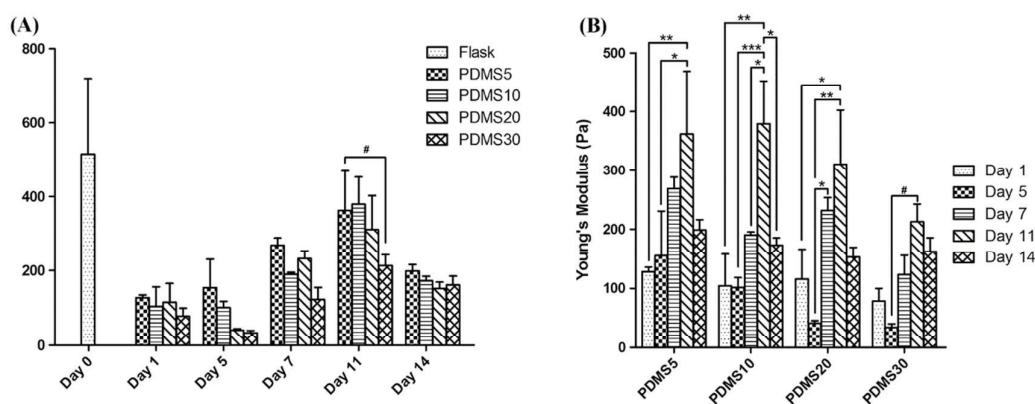 (A)
800
600
400
200
0
Flask
PDMS5
PDMS10
PDMS20
PDMS30
#
Day 0
Day 1
Day 5
Day 7
Day 11
Day 14
(B)
Young's Modulus (Pa)
500
400
300
200
100
0
**
*
**
***
*
*
*
**
*
#
Day 1
Day 5
Day 7
Day 11
Day 14
PDMS5
PDMS10
PDMS20
PDMS30